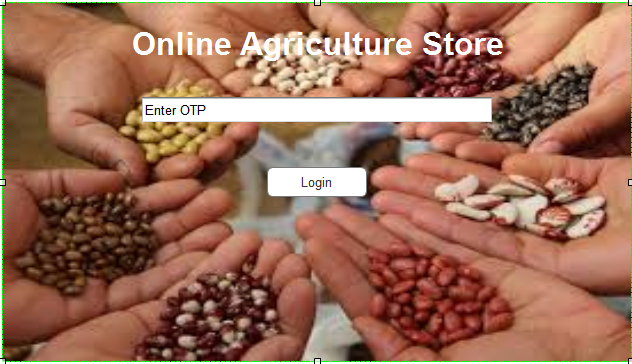 Online Agriculture Store
Enter OTP
Login